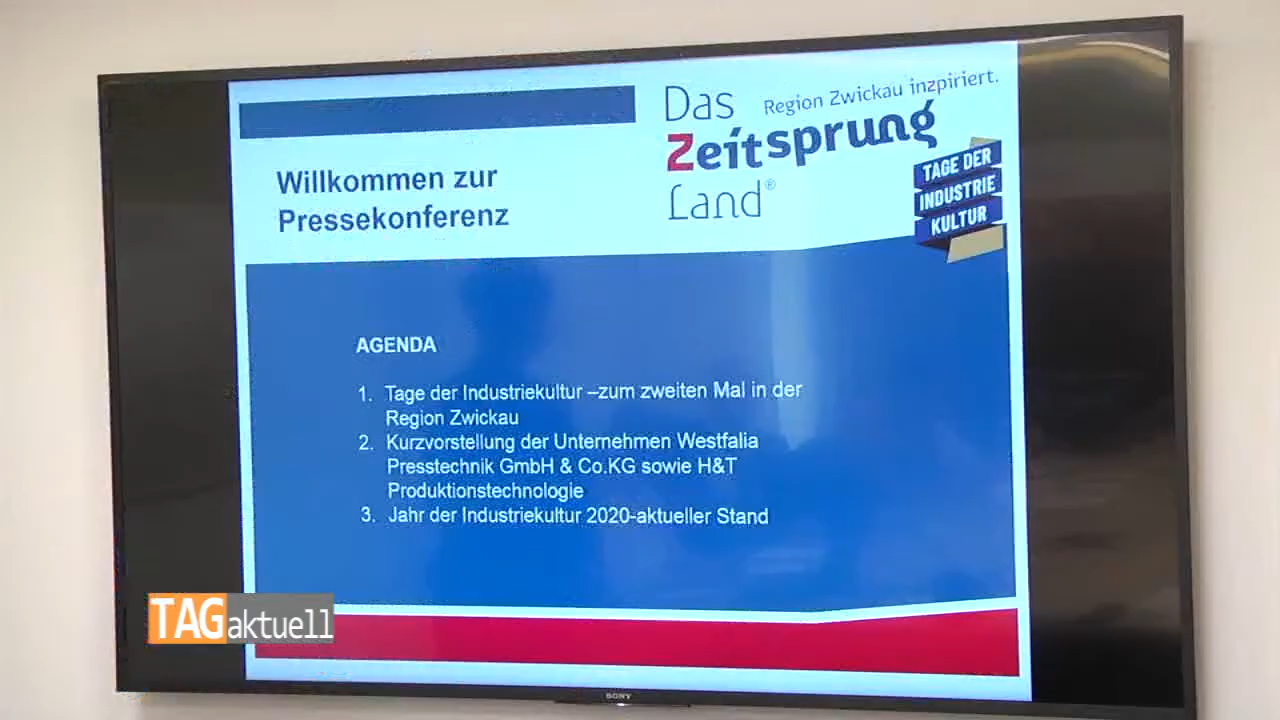 Das
Region Zwickau inzpiriert.
Zeitsprung
Land®
TAGE DER
INDUSTRIE
KULTUR
Willkommen zur
Pressekonferenz
AGENDA
1. Tage der Industriekultur –zum zweiten Mal in der
Region Zwickau
2. Kurzvorstellung der Unternehmen Westfalia
Presstechnik GmbH & Co.KG sowie H&T
Produktionstechnologie
3. Jahr der Industriekultur 2020-aktueller Stand
TAGaktuell
SONY